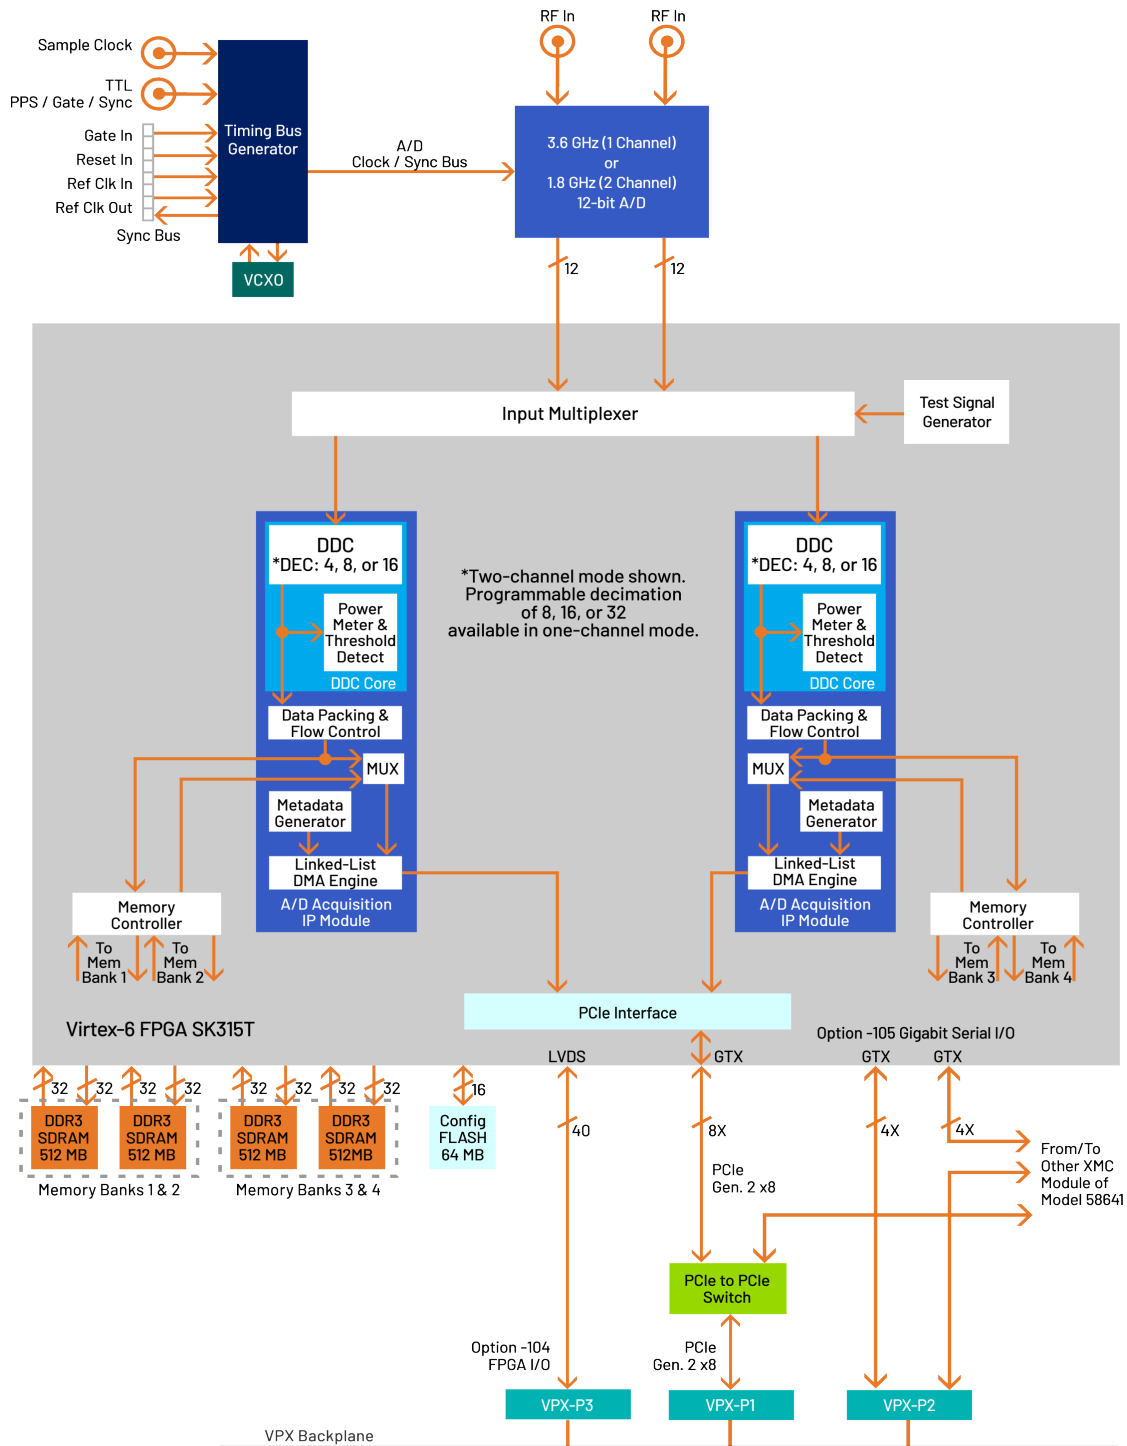 RF In
RF In
Sample Clock
TTL
PPS / Gate / Sync
Gate In
Reset In
Ref Clk In
Ref Clk Out
Sync Bus
Timing Bus
Generator
VCXO
A/D
Clock / Sync Bus
3.6 GHz (1 Channel)
or
1.8 GHz (2 Channel)
12-bit A/D
12
12
Input Multiplexer
Test Signal
Generator
DDC
*DEC: 4, 8, or 16
Power
Meter &
Threshold
Detect
DDC Core
Data Packing &
Flow Control
MUX
Metadata
Generator
Linked-List
DMA Engine
A/D Acquisition
IP Module
*Two-channel mode shown.
Programmable decimation
of 8, 16, or 32
available in one-channel mode.
DDC
*DEC: 4, 8, or 16
Power
Meter &
Threshold
Detect
DDC Core
Data Packing &
Flow Control
MUX
Metadata
Generator
Linked-List
DMA Engine
A/D Acquisition
IP Module
Memory
Controller
To
Mem
Bank 1
To
Mem
Bank 2
Memory
Controller
To
Mem
Bank 3
To
Mem
Bank 4
Virtex-6 FPGA SK315T
PCIe Interface
Option -105 Gigabit Serial I/O
LVDS
GTX
GTX
GTX
32
32
32
32
32
32
32
32
16
DDR3
SDRAM
512 MB
DDR3
SDRAM
512 MB
DDR3
SDRAM
512 MB
DDR3
SDRAM
512MB
Config
FLASH
64 MB
Memory Banks 1 & 2
Memory Banks 3 & 4
40
8X
4X
4X
PCIe
Gen. 2 x8
From/To
Other XMC
Module of
Model 58641
PCIe to PCIe
Switch
Option -104
FPGA I/O
PCIe
Gen. 2 x8
VPX-P3
VPX-P1
VPX-P2
VPX Backplane